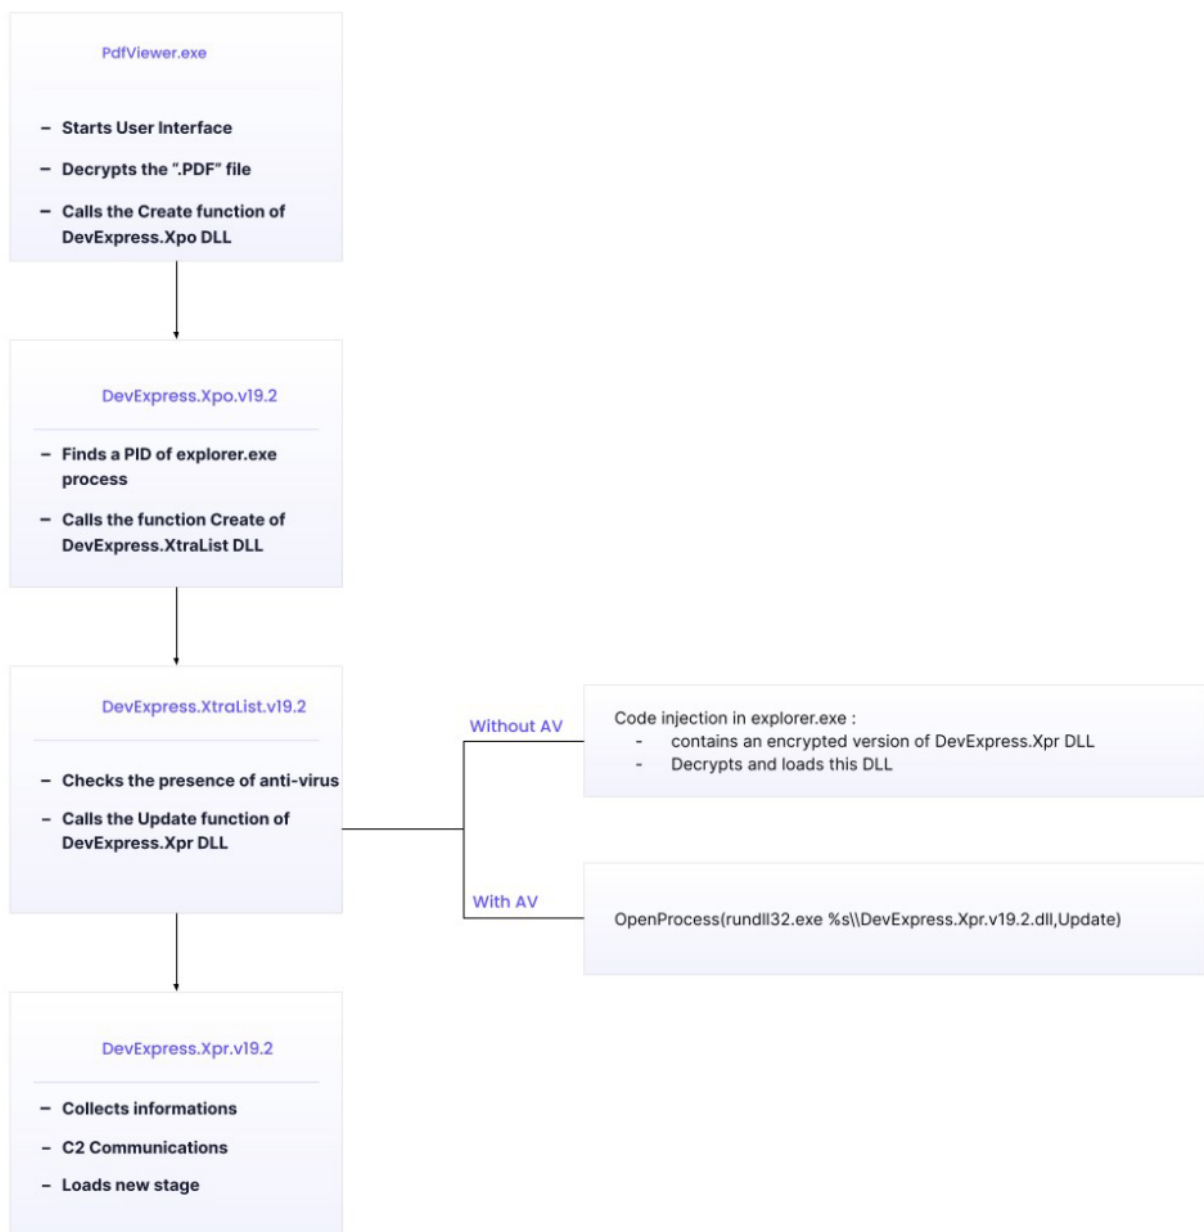 PdfViewer.exe
– Starts User Interface
– Decrypts the “.PDF” file
– Calls the Create function of
DevExpress.Xpo DLL
DevExpress.Xpo.v19.2
– Finds a PID of explorer.exe
process
– Calls the function Create of
DevExpress.XtraList DLL
DevExpress.XtraList.v19.2
– Checks the presence of anti-virus
– Calls the Update function of
DevExpress.Xpr DLL
Without AV
Code injection in explorer.exe :
- contains an encrypted version of DevExpress.Xpr DLL
- Decrypts and loads this DLL
With AV
OpenProcess(rundll32.exe %s\\DevExpress.Xpr.v19.2.dll,Update)
DevExpress.Xpr.v19.2
– Collects informations
– C2 Communications
– Loads new stage